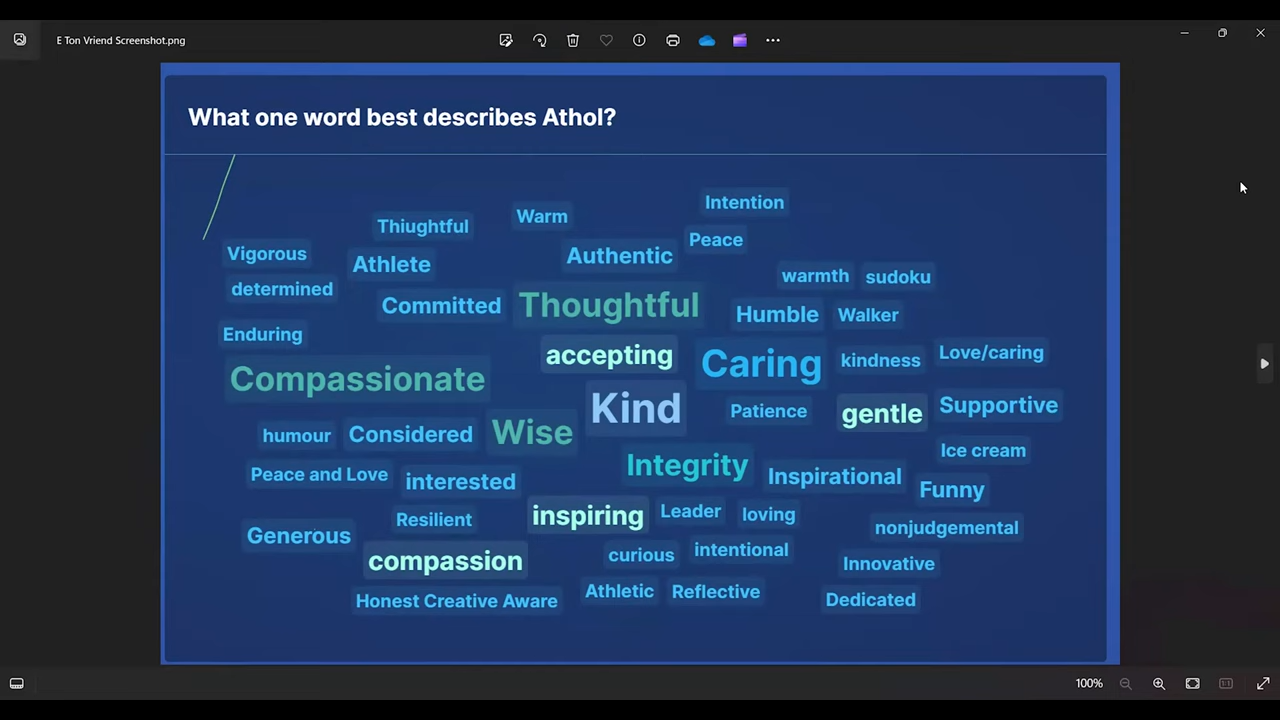 E Ton Vriend Screenshot.png
What one word best describes Athol?
Intention
Warm
Thiughtful
Peace
Vigorous
Authentic
Athlete
warmth
sudoku
determined
Committed
Thoughtful
Humble
Walker
Enduring
accepting
Caring
kindness
Love/caring
Compassionate
Kind
Patience
gentle
Supportive
humour
Considered
Wise
Ice cream
Peace and Love
interested
Integrity
Inspirational
Funny
Resilient
inspiring
Leader
loving
nonjudgemental
Generous
compassion
curious
intentional
Innovative
Honest Creative Aware
Athletic
Reflective
Dedicated
100%